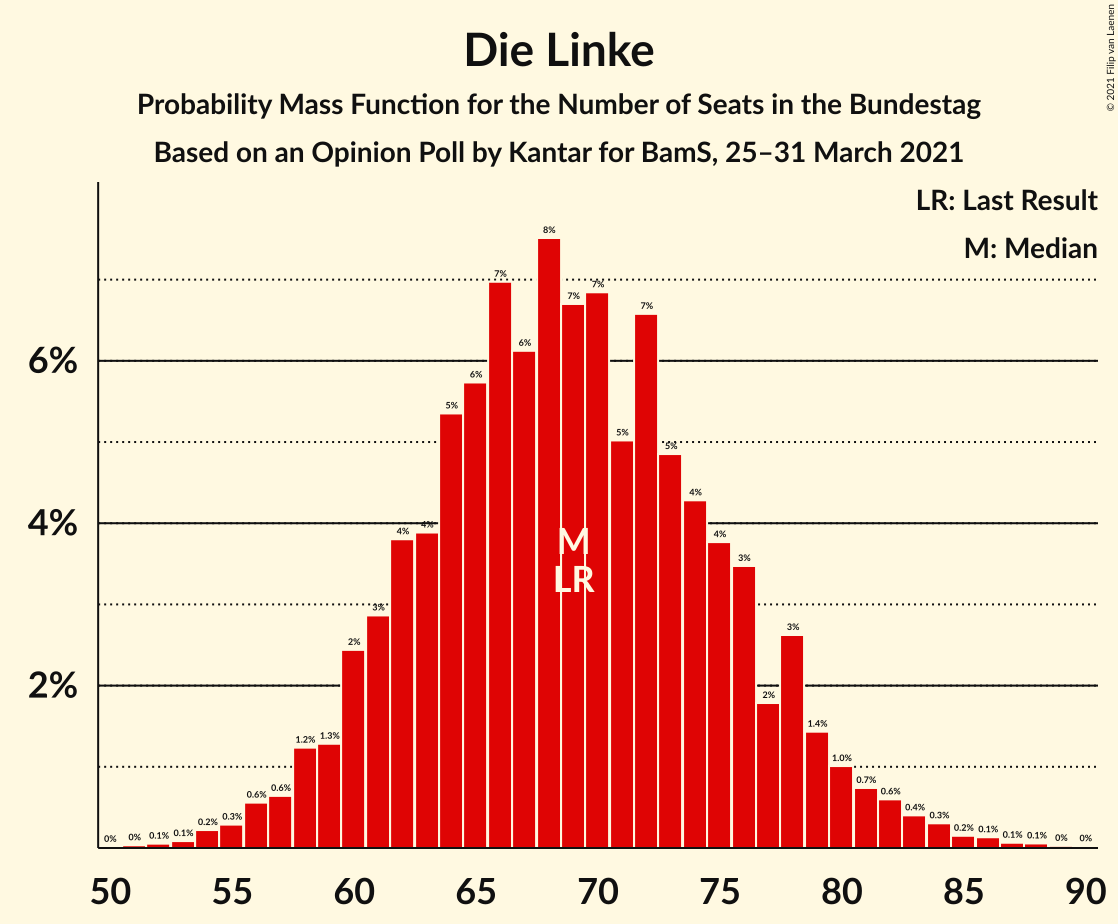 Die Linke
Probability Mass Function for the Number of Seats in the Bundestag
Based on an Opinion Poll by Kantar for BamS, 25–31 March 2021
© 2021 Filip van Laenen
LR: Last Result
M: Median
6%
4%
2%
0% 0% 0.1% 0.1% 0.2% 0.3% 0.6% 0.6% 1.2% 1.3% 2% 3% 4% 4% 5% 6% 7% 6% 8% 7% 7% 5% 7% 5% 4% 4% 3% 2% 3% 1.4% 1.0% 0.7% 0.6% 0.4% 0.3% 0.2% 0.1% 0.1% 0.1% 0% 0%
M
LR
50 55 60 65 70 75 80 85 90